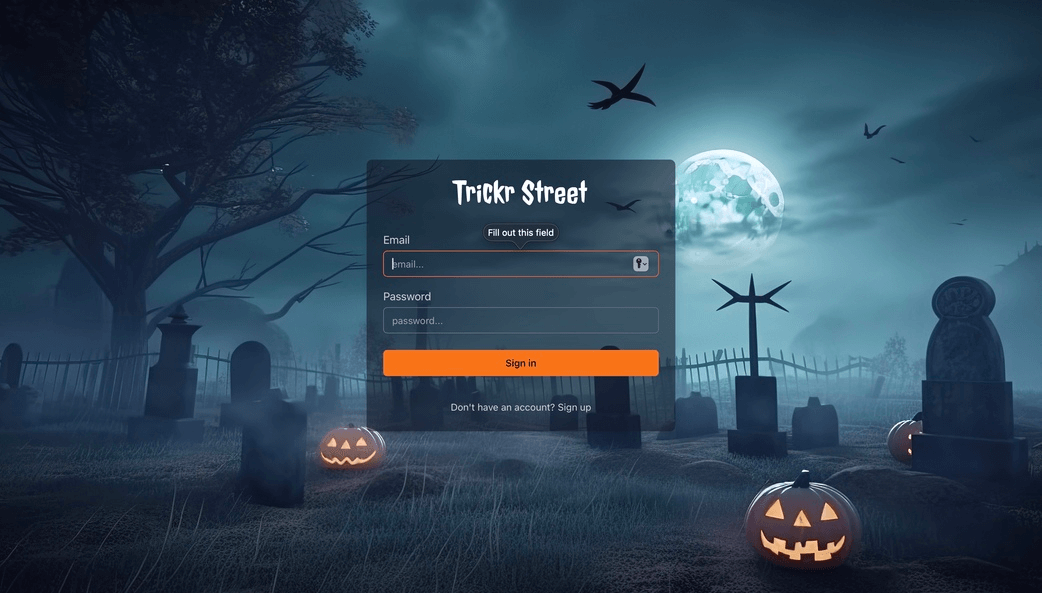 Trickr Street
Fill out this field
Email
email...
Password
password...
Sign in
Don't have an account? Sign up